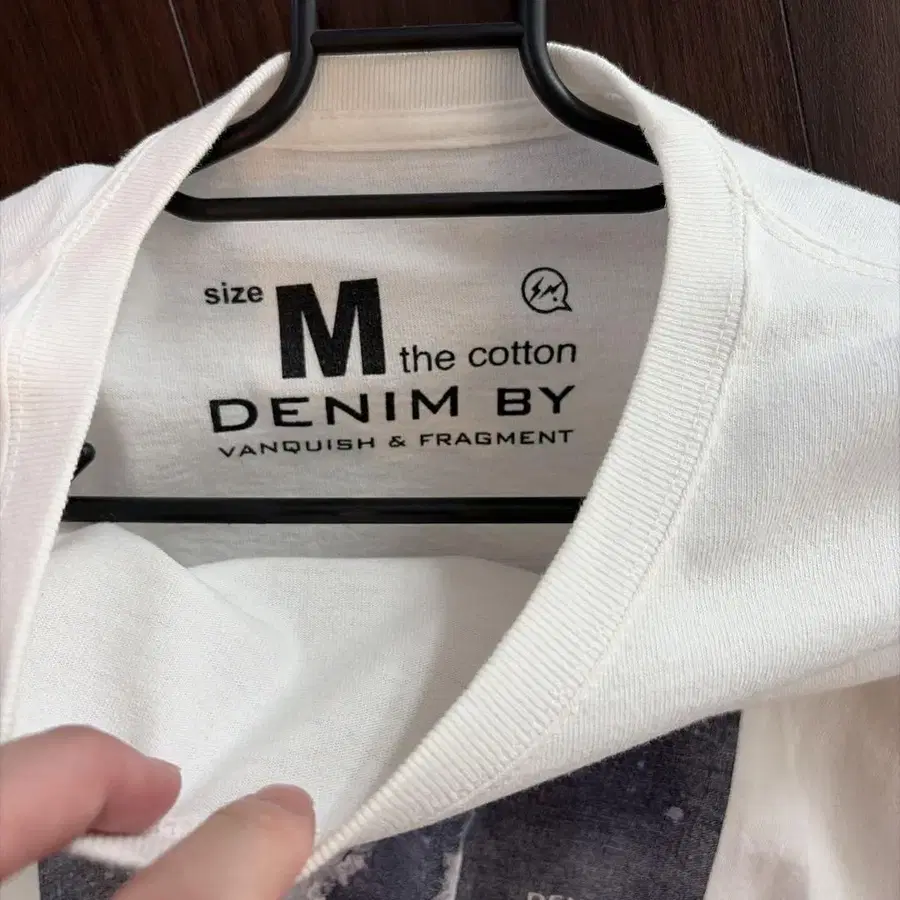 size M
the cotton
DENIM BY
VANQUISH & FRAGMENT